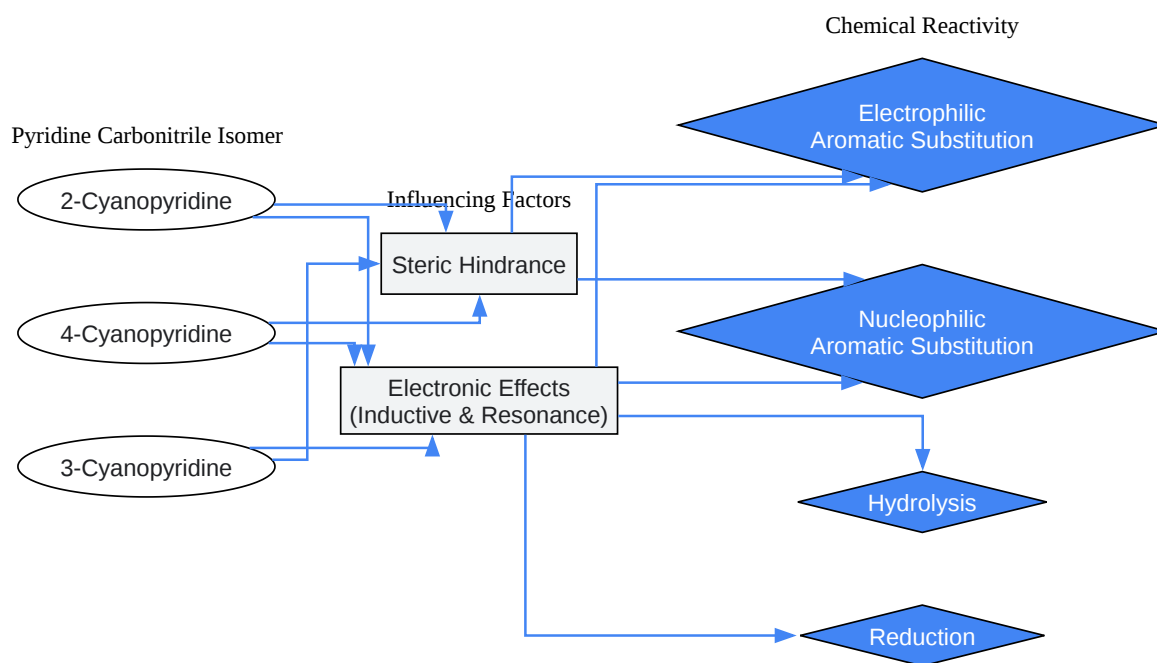 Chemical Reactivity
Electrophilic
Aromatic Substitution
Pyridine Carbonitrile Isomer
2-Cyanopyridine
Influencing Factors
Steric Hindrance
4-Cyanopyridine
Nucleophilic
Aromatic Substitution
Electronic Effects
(Inductive & Resonance)
3-Cyanopyridine
Hydrolysis
Reduction